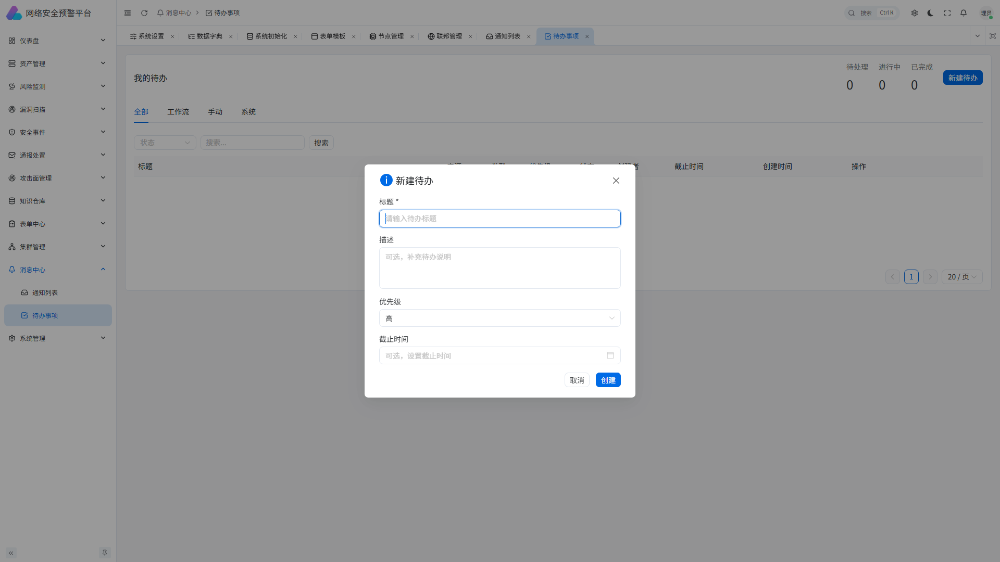 网络安全预警平台
消息中心
待办事项
搜索 Ctrl K
理员
系统设置
数据字典
系统初始化
表单模板
节点管理
联邦管理
通知列表
待办事项
仪表盘
资产管理
风险监测
漏洞扫描
安全事件
通报处置
攻击面管理
知识仓库
表单中心
集群管理
消息中心
通知列表
待办事项
系统管理
我的待办
待处理 进行中 已完成
0 0 0
新建待办
全部 工作流 手动 系统
状态 搜索... 搜索
标题 截止时间 创建时间 操作
新建待办
标题 *
请输入待办标题
描述
可选，补充待办说明
优先级
高
截止时间
可选，设置截止时间
取消 创建
1 20 / 页